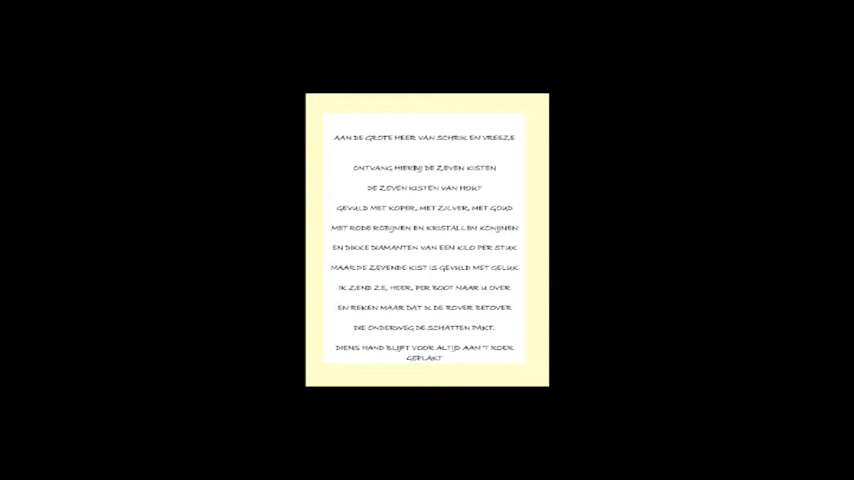 AAN DE GROTE HEER VAN SCHRIK EN VREEZE
ONTVANG HIERBIJ DE ZEVEN KISTEN
DE ZEVEN KISTEN VAN HOUT
GEVULD MET KOPER, MET ZILVER, MET GOUD
MET RODE ROBIJNEN EN KRISTALLEN KONIJNEN
EN DIKKE DIAMANTEN VAN EEN KILO PER STUK
MAAR DE ZEVENDE KIST IS GEVULD MET GELUK
IK ZEND ZE, HEER, PER BOOT NAAR U OVER
EN REKEN MAAR DAT IK DE ROVER BETOVER
DIE ONDERWEG DE SCHATTEN PAKT.
DIENS HAND BLIJFT VOOR ALTIJD AAN 'T ROER
GEPLAKT